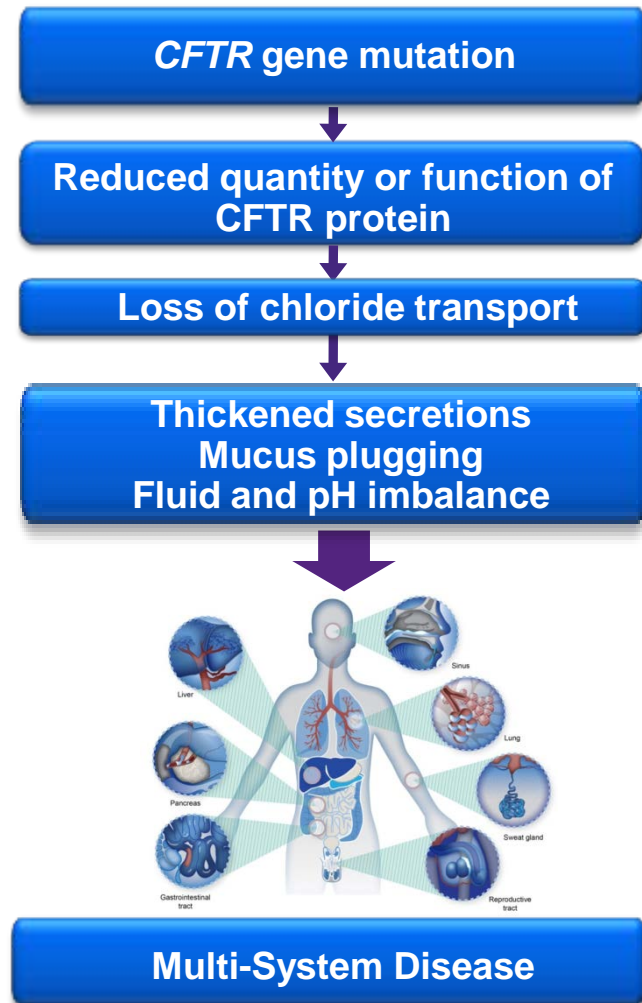 CFTR gene mutation
Reduced quantity or function of
CFTR protein
Loss of chloride transport
Thickened secretions
Mucus plugging
Fluid and pH imbalance
Liver
Sinus
Pancreas
Lung
Gastrointestinal
tract
Sweat gland
Reproductive
tract
Multi-System Disease